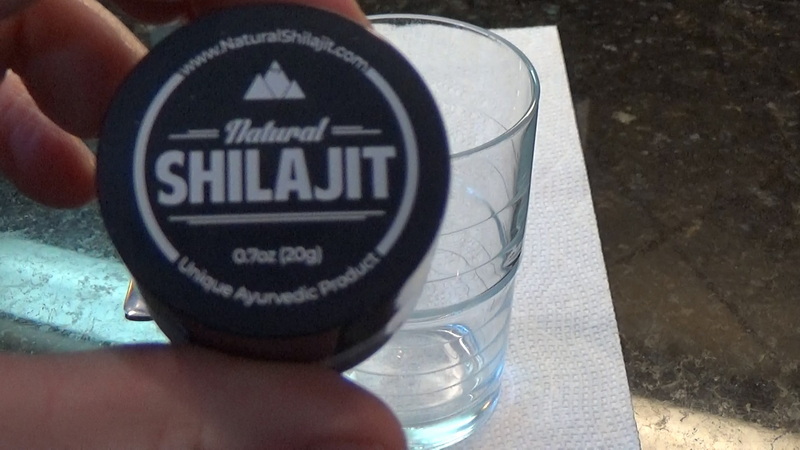 www.NaturalShilajit.com
Natural
SHILAJIT
0.7oz (20g)
Unique Ayurvedic Product